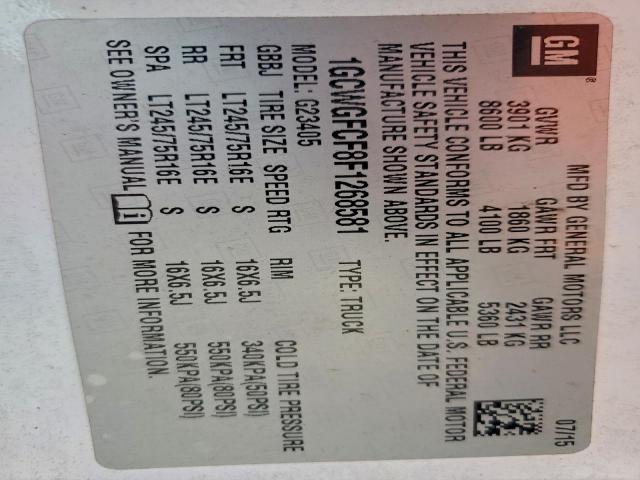 GM ®
MFD BY GENERAL MOTORS LLC 07/15
GVWR GAWR FRT GAWR RR
3901 KG 1860 KG 2431 KG
8600 LB 4100 LB 5360 LB
THIS VEHICLE CONFORMS TO ALL APPLICABLE U.S. FEDERAL MOTOR
VEHICLE SAFETY STANDARDS IN EFFECT ON THE DATE OF
MANUFACTURE SHOWN ABOVE.
1GCWGFCF8F1268581 TYPE: TRUCK
MODEL: G23405
GBBJ TIRE SIZE SPEED RTG RIM COLD TIRE PRESSURE
FRT LT245/75R16E S 16X6.5J 340KPA(50PSI)
RR LT245/75R16E S 16X6.5J 550KPA(80PSI)
SPA LT245/75R16E S 16X6.5J 550KPA(80PSI)
SEE OWNER'S MANUAL FOR MORE INFORMATION.